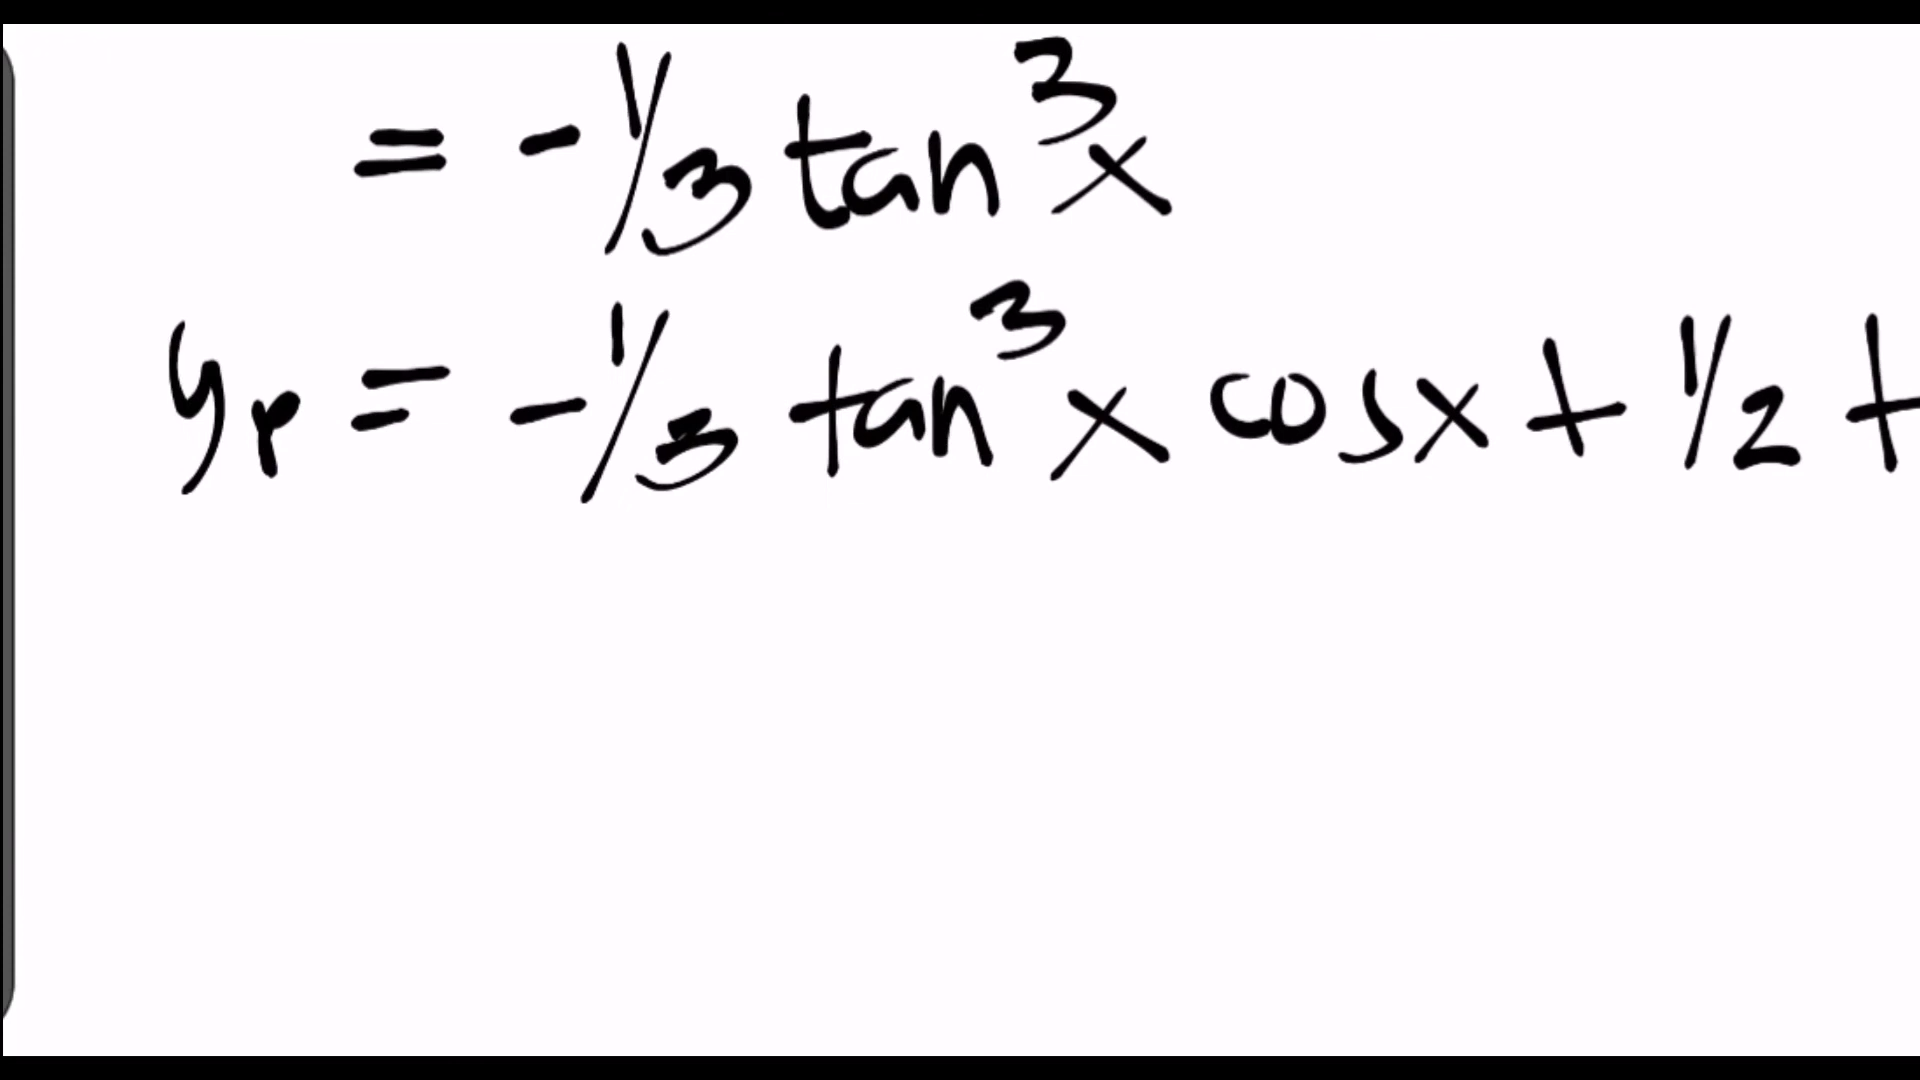 = -1/3 tan³x
yp = -1/3 tan³x cosx + 1/2 t